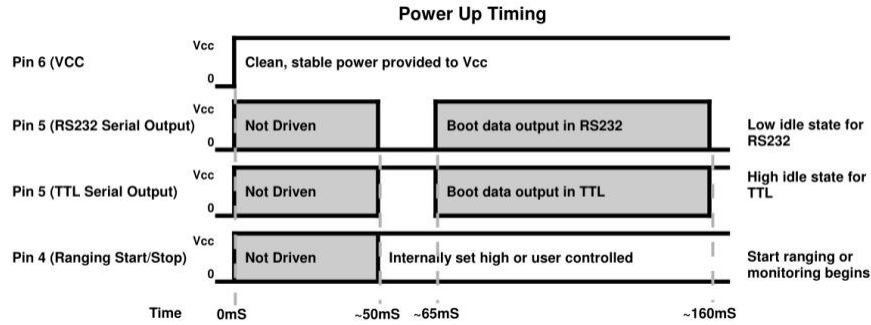 Power Up Timing
Pin 6 (VCC
Vcc
0
Clean, stable power provided to Vcc
Pin 5 (RS232 Serial Output)
Vcc
0
Not Driven
Boot data output in RS232
Low idle state for
RS232
Pin 5 (TTL Serial Output)
Vcc
0
Not Driven
Boot data output in TTL
High idle state for
TTL
Pin 4 (Ranging Start/Stop)
Vcc
0
Not Driven
Internally set high or user controlled
Start ranging or
monitoring begins
Time 0mS ~50mS ~65mS ~160mS